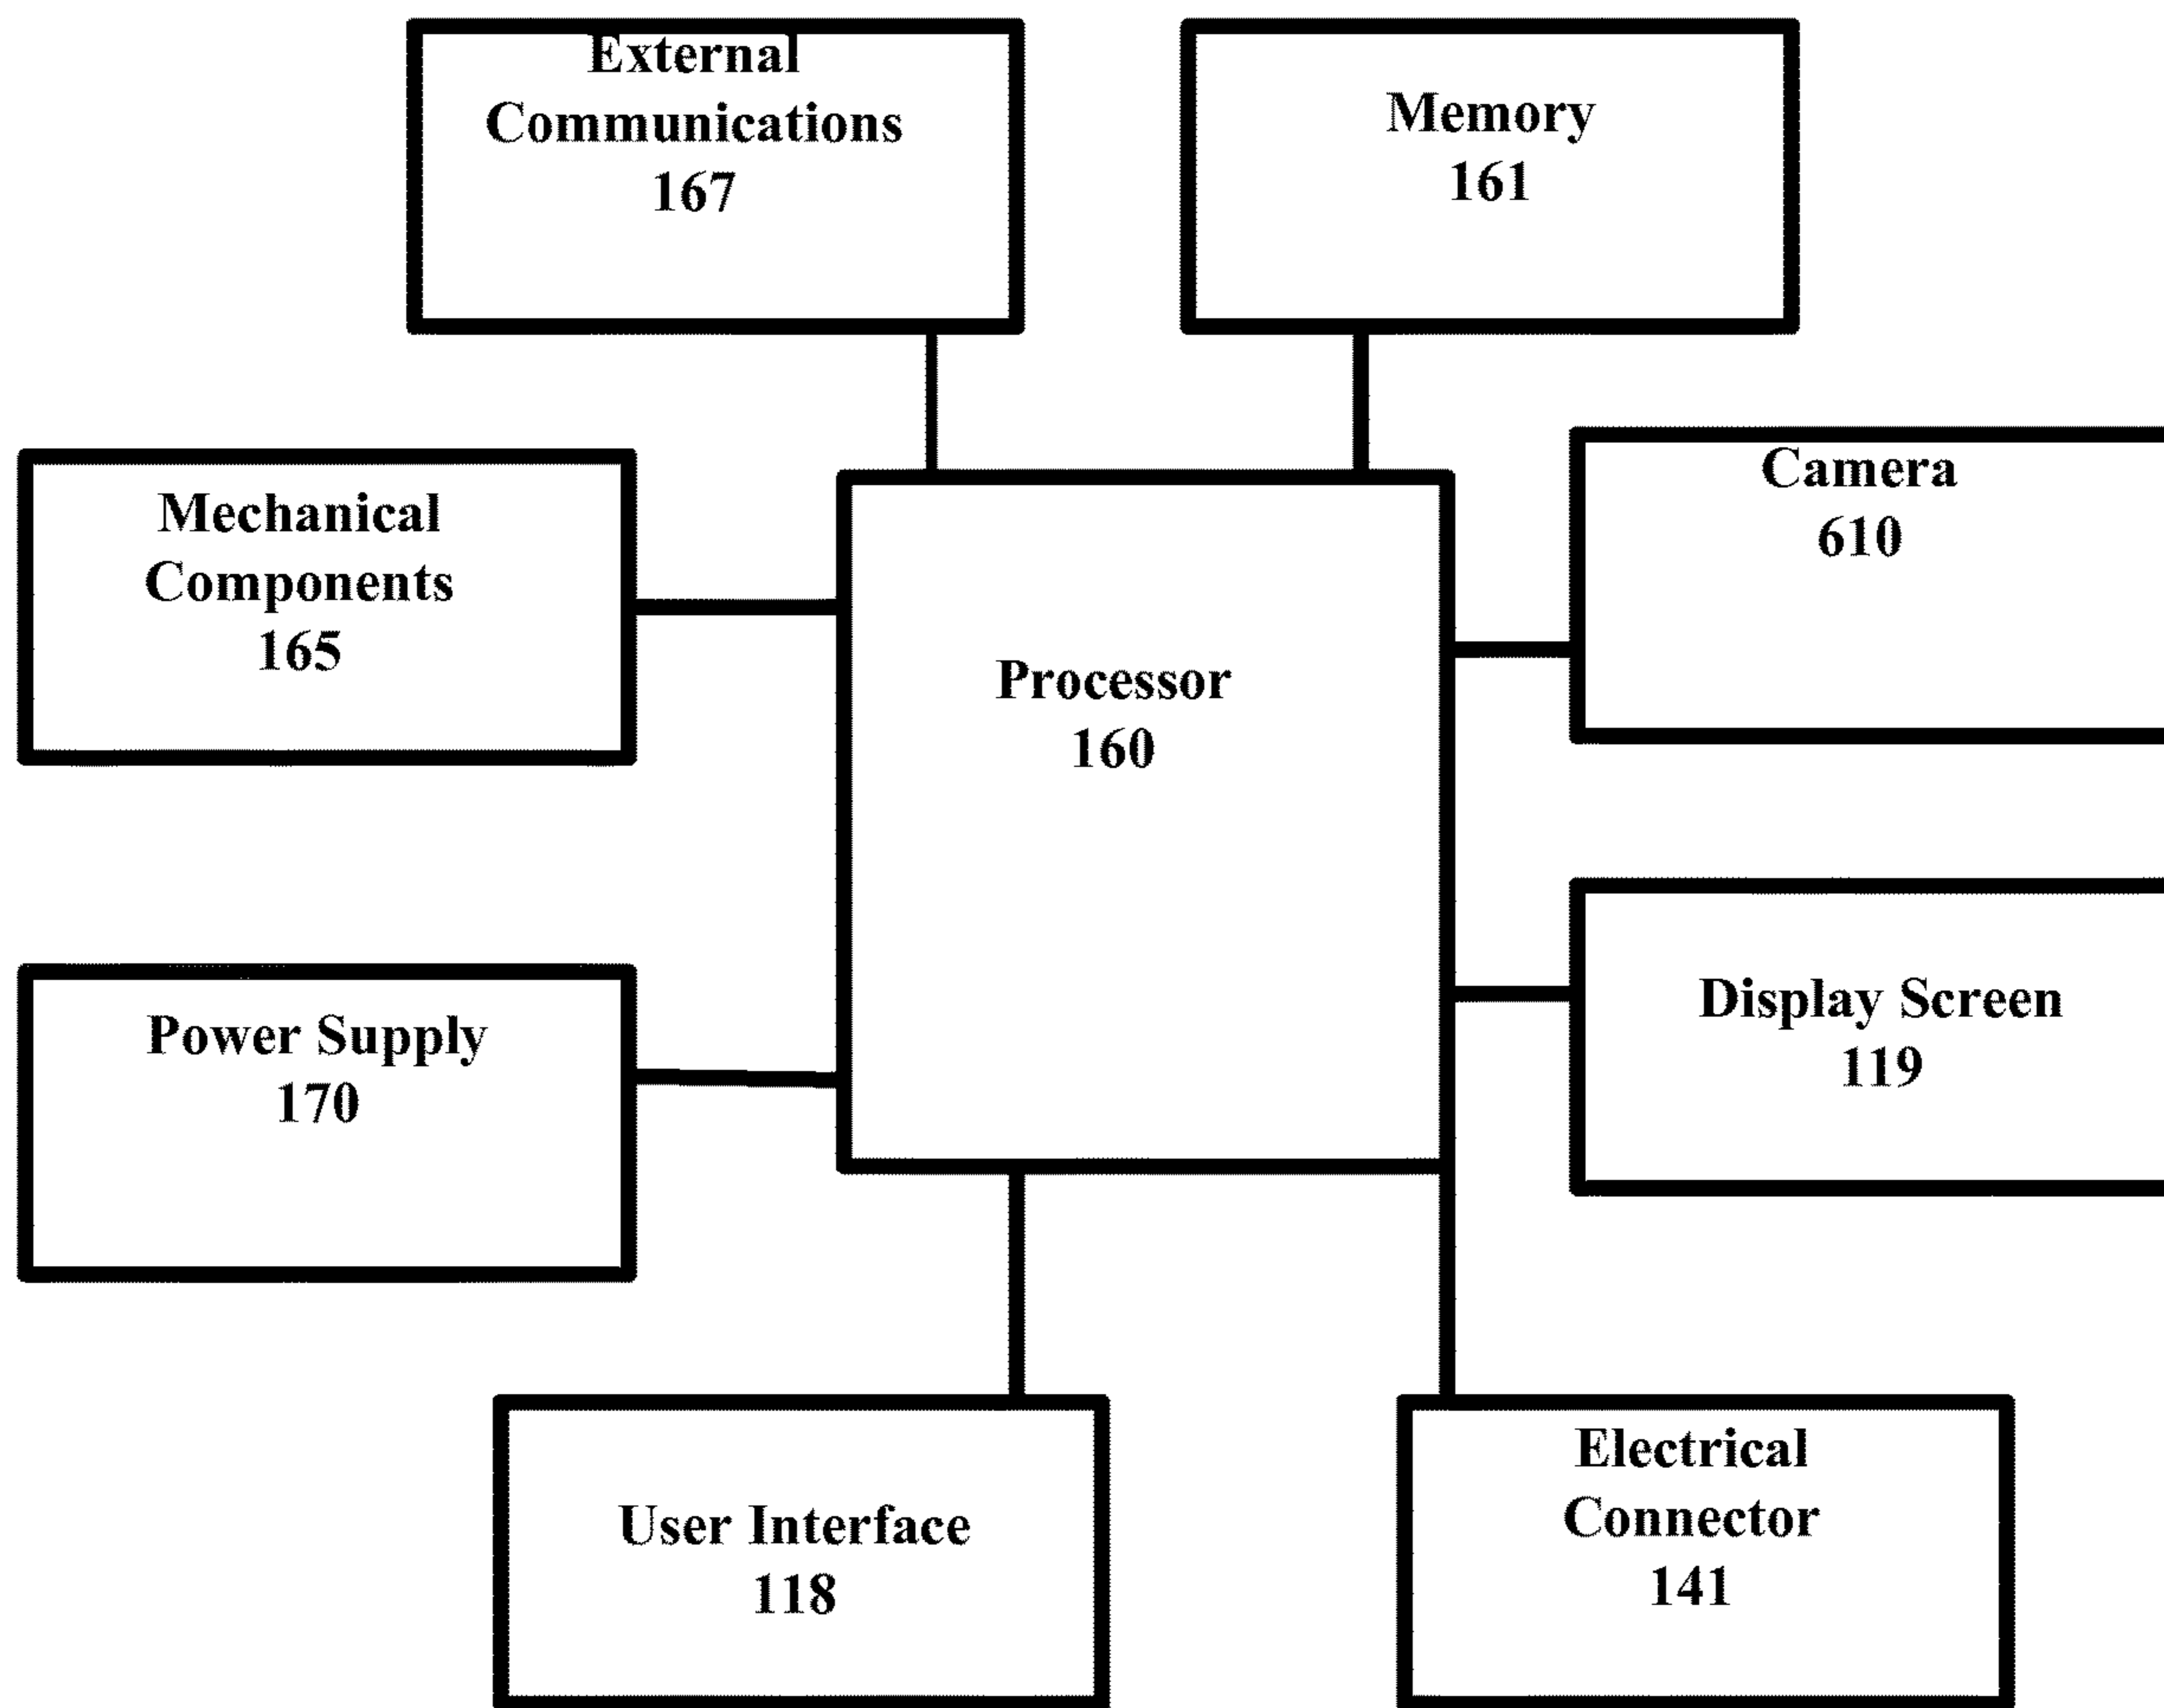 External
Communications
167
Memory
161
Mechanical
Components
165
Camera
610
Processor
160
Power Supply
170
Display Screen
119
User Interface
118
Electrical
Connector
141